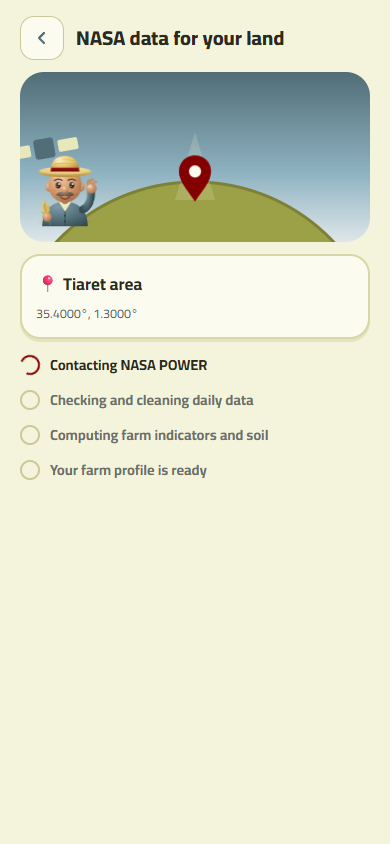 NASA data for your land
Tiaret area
35.4000°, 1.3000°
Contacting NASA POWER
Checking and cleaning daily data
Computing farm indicators and soil
Your farm profile is ready